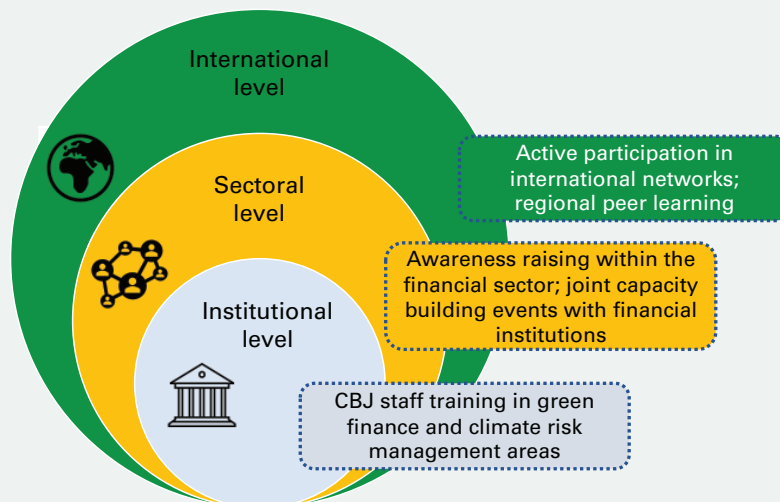 International
level
Active participation in
international networks;
regional peer learning
Sectoral
level
Awareness raising within the
financial sector; joint capacity
building events with financial
institutions
Institutional
level
CBJ staff training in green
finance and climate risk
management areas